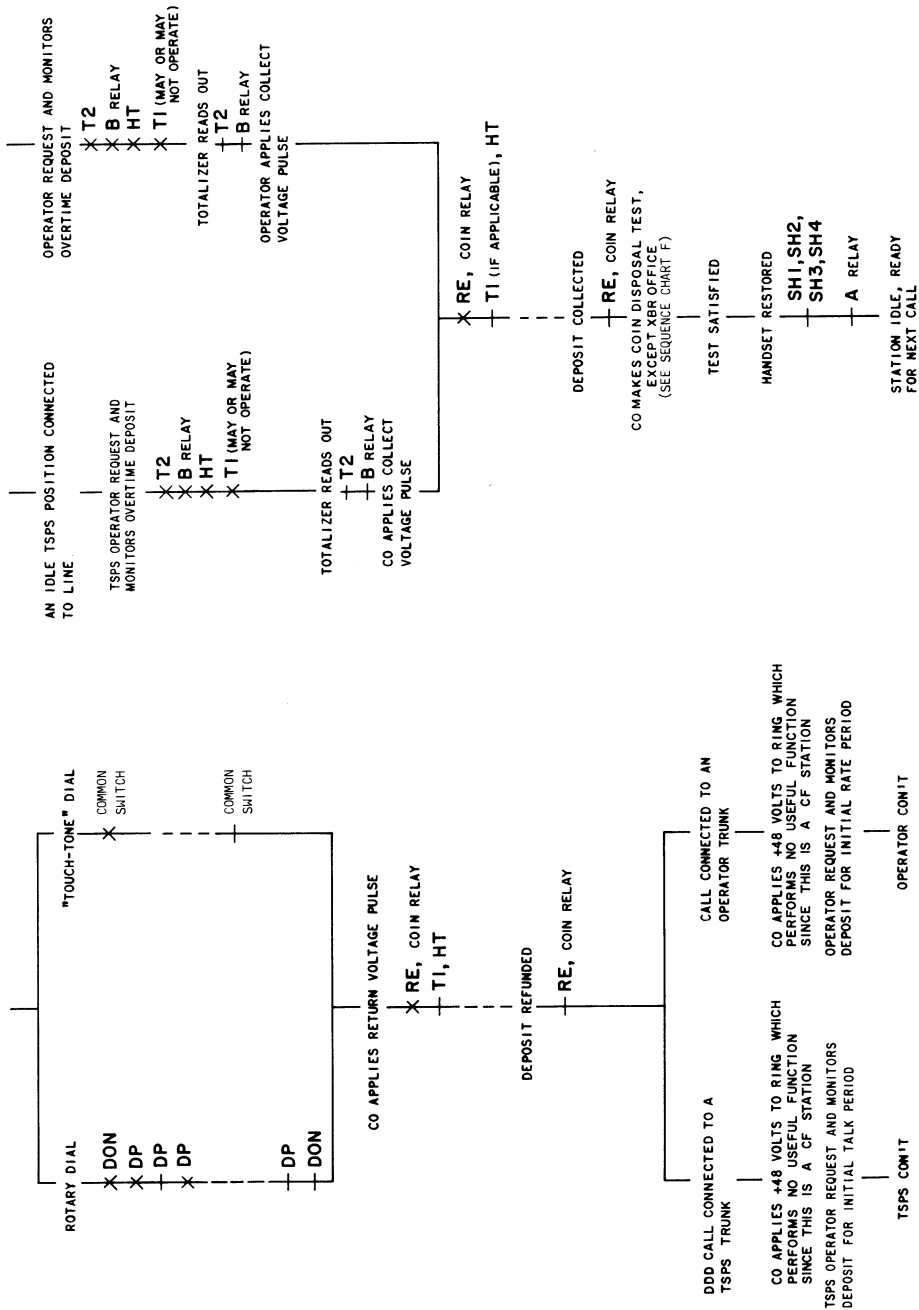 ROTARY DIAL
DON
DP
DP
DP
DP
DON
"TOUCH-TONE" DIAL
COMMON
SWITCH
COMMON
SWITCH
CO APPLIES RETURN VOLTAGE PULSE
RE, COIN RELAY
T1, HT
DEPOSIT REFUNDED
RE, COIN RELAY
DDD CALL CONNECTED TO A
TSPS TRUNK
CO APPLIES +48 VOLTS TO RING WHICH
PERFORMS NO USEFUL FUNCTION
SINCE THIS IS A CF STATION
TSPS OPERATOR REQUEST AND MONITORS
DEPOSIT FOR INITIAL TALK PERIOD
TSPS CON'T
CALL CONNECTED TO AN
OPERATOR TRUNK
CO APPLIES +48 VOLTS TO RING WHICH
PERFORMS NO USEFUL FUNCTION
SINCE THIS IS A CF STATION
OPERATOR REQUEST AND MONITORS
DEPOSIT FOR INITIAL RATE PERIOD
OPERATOR CON'T
AN IDLE TSPS POSITION CONNECTED
TO LINE
TSPS OPERATOR REQUEST AND
MONITORS OVERTIME DEPOSIT
T2
B RELAY
HT
T1 (MAY OR MAY
NOT OPERATE)
TOTALIZER READS OUT
T2
B RELAY
CO APPLIES COLLECT
VOLTAGE PULSE
OPERATOR REQUEST AND MONITORS
OVERTIME DEPOSIT
T2
B RELAY
HT
T1 (MAY OR MAY
NOT OPERATE)
TOTALIZER READS OUT
T2
B RELAY
OPERATOR APPLIES COLLECT
VOLTAGE PULSE
RE, COIN RELAY
T1 (IF APPLICABLE), HT
DEPOSIT COLLECTED
RE, COIN RELAY
CO MAKES COIN DISPOSAL TEST,
EXCEPT XBR OFFICE
(SEE SEQUENCE CHART F)
TEST SATISFIED
HANDSET RESTORED
SH1, SH2,
SH3, SH4
A RELAY
STATION IDLE, READY
FOR NEXT CALL